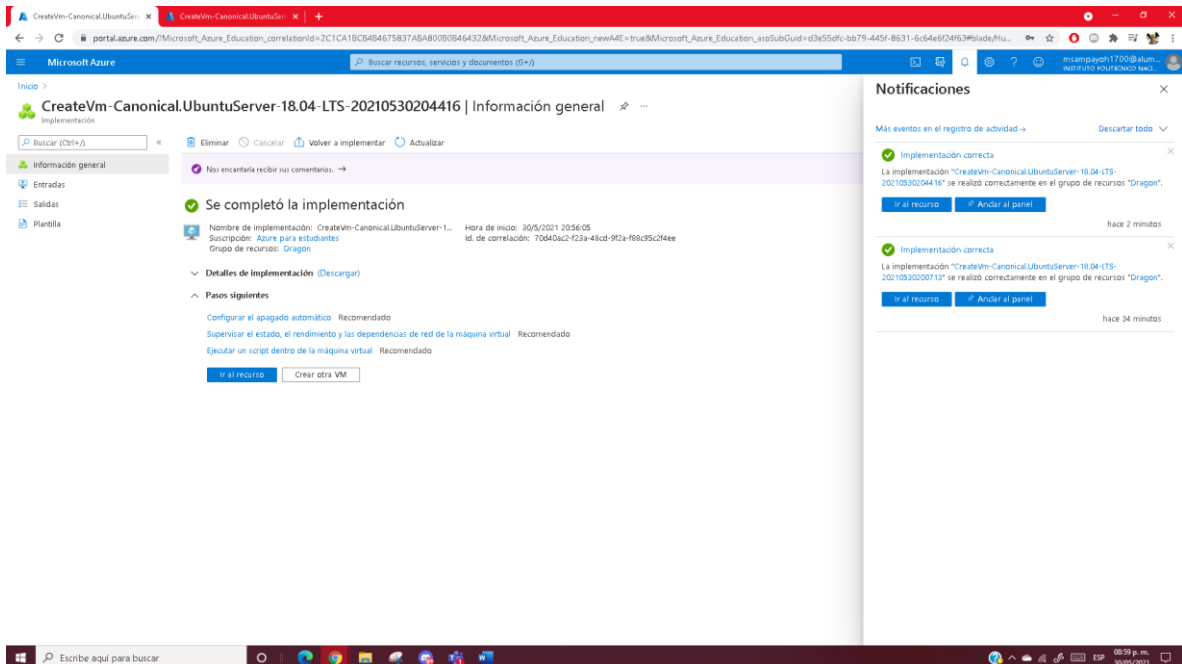 CreateVm-Canonical.UbuntuSer
CreateVm-Canonical.UbuntuSer
Microsoft Azure
Buscar recursos, servicios y documentos (G+/)
msampayoh1700@alum...
INSTITUTO POLITECNICO NACI...
Inicio >
CreateVm-Canonical.UbuntuServer-18.04-LTS-20210530204416 | Información general
Implementación
Buscar (Ctrl+/)
Eliminar Cancelar Volver a implementar Actualizar
Información general
Entradas
Salidas
Plantilla
Nos encantaría recibir sus comentarios. →
Se completó la implementación
Nombre de implementación: CreateVm-Canonical.UbuntuServer-1...
Suscripción: Azure para estudiantes
Grupo de recursos: Dragon
Hora de inicio: 30/5/2021 20:56:05
Id. de correlación: 70d40ac2-f23a-48cd-9f2a-f88c95c2f4ee
Detalles de implementación (Descargar)
Pasos siguientes
Configurar el apagado automático Recomendado
Supervisar el estado, el rendimiento y las dependencias de red de la máquina virtual Recomendado
Ejecutar un script dentro de la máquina virtual Recomendado
Ir al recurso Crear otra VM
Notificaciones
Más eventos en el registro de actividad →
Descartar todo
Implementación correcta
La implementación "CreateVm-Canonical.UbuntuServer-18.04-LTS-
20210530204416" se realizó correctamente en el grupo de recursos "Dragon".
Ir al recurso Anclar al panel
hace 2 minutos
Implementación correcta
La implementación "CreateVm-Canonical.UbuntuServer-18.04-LTS-
20210530200713" se realizó correctamente en el grupo de recursos "Dragon".
Ir al recurso Anclar al panel
hace 34 minutos
Escribe aquí para buscar
ESP
08:59 p. m.
30/05/2021